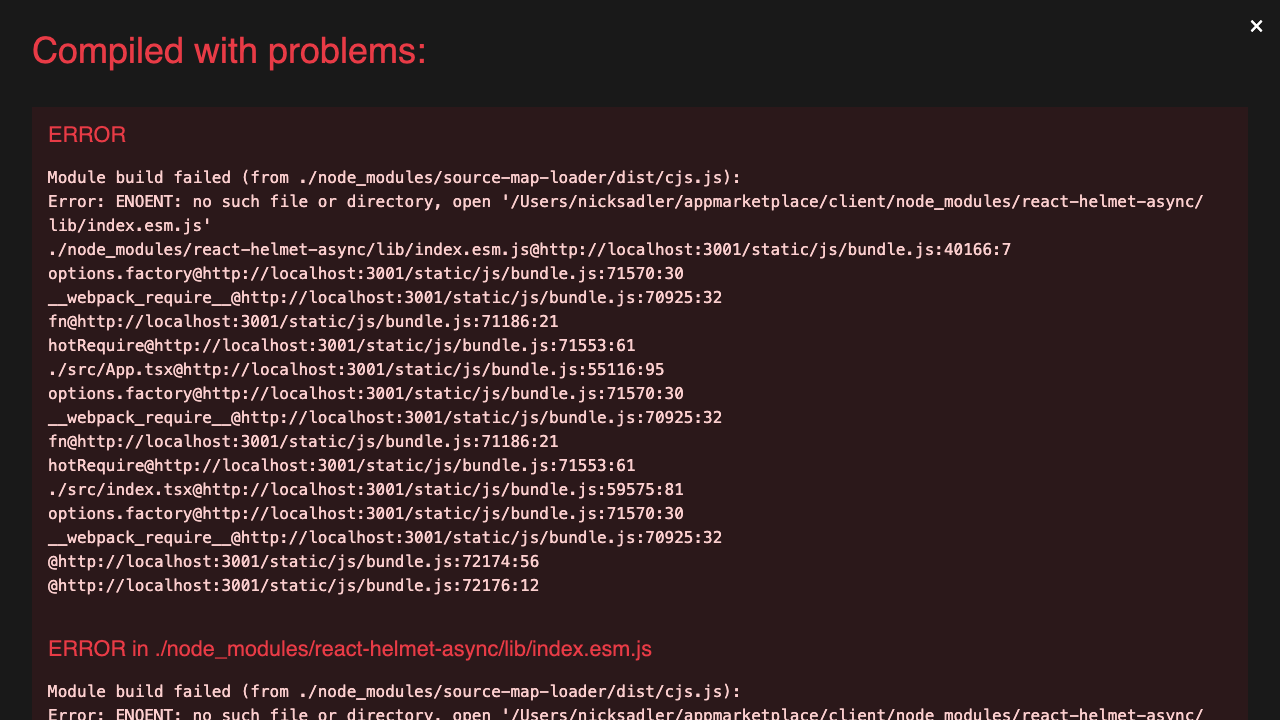 Compiled with problems:
×
ERROR
Module build failed (from ./node_modules/source-map-loader/dist/cjs.js):
Error: ENOENT: no such file or directory, open '/Users/nicksadler/appmarketplace/client/node_modules/react-helmet-async/
lib/index.esm.js'
./node_modules/react-helmet-async/lib/index.esm.js@http://localhost:3001/static/js/bundle.js:40166:7
options.factory@http://localhost:3001/static/js/bundle.js:71570:30
__webpack_require__@http://localhost:3001/static/js/bundle.js:70925:32
fn@http://localhost:3001/static/js/bundle.js:71186:21
hotRequire@http://localhost:3001/static/js/bundle.js:71553:61
./src/App.tsx@http://localhost:3001/static/js/bundle.js:55116:95
options.factory@http://localhost:3001/static/js/bundle.js:71570:30
__webpack_require__@http://localhost:3001/static/js/bundle.js:70925:32
fn@http://localhost:3001/static/js/bundle.js:71186:21
hotRequire@http://localhost:3001/static/js/bundle.js:71553:61
./src/index.tsx@http://localhost:3001/static/js/bundle.js:59575:81
options.factory@http://localhost:3001/static/js/bundle.js:71570:30
__webpack_require__@http://localhost:3001/static/js/bundle.js:70925:32
@http://localhost:3001/static/js/bundle.js:72174:56
@http://localhost:3001/static/js/bundle.js:72176:12
ERROR in ./node_modules/react-helmet-async/lib/index.esm.js
Module build failed (from ./node_modules/source-map-loader/dist/cjs.js):
Error: ENOENT: no such file or directory, open '/Users/nicksadler/appmarketplace/client/node_modules/react-helmet-async/